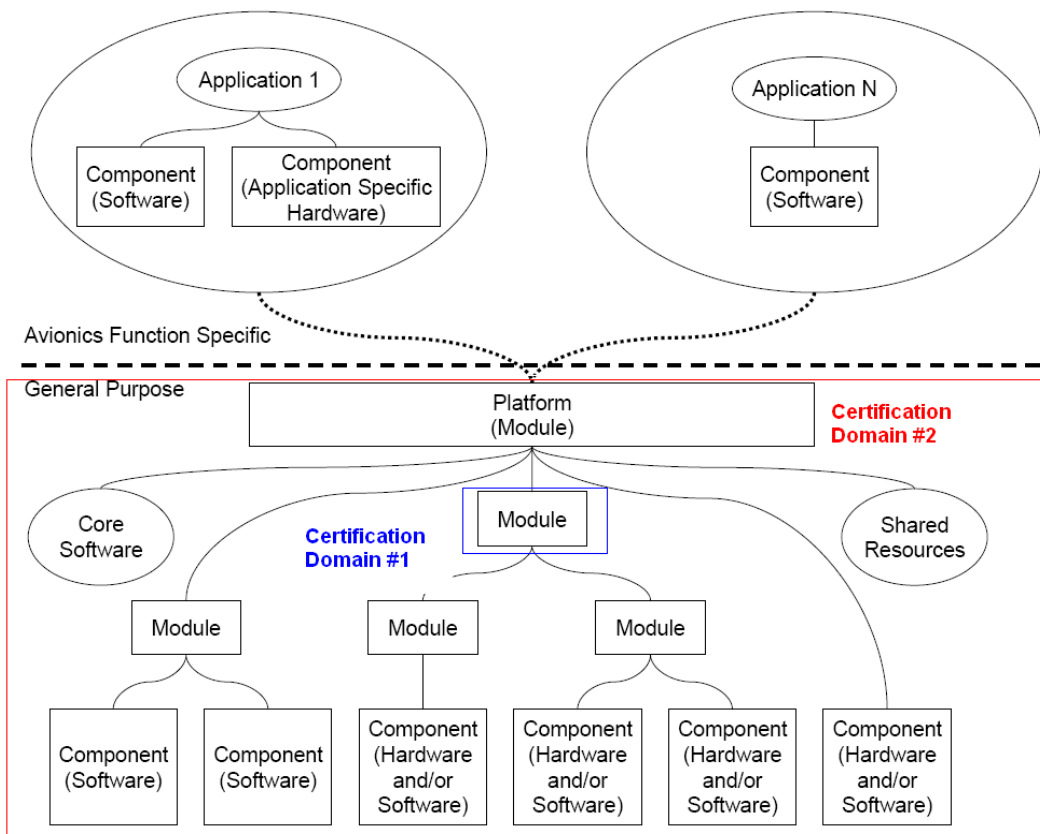 Application 1
Component
(Software)
Component
(Application Specific
Hardware)
Application N
Component
(Software)
Avionics Function Specific
General Purpose
Platform
(Module)
Certification
Domain #2
Core
Software
Certification
Domain #1
Module
Shared
Resources
Module
Module
Module
Component
(Software)
Component
(Software)
Component
(Hardware
and/or
Software)
Component
(Hardware
and/or
Software)
Component
(Hardware
and/or
Software)
Component
(Hardware
and/or
Software)